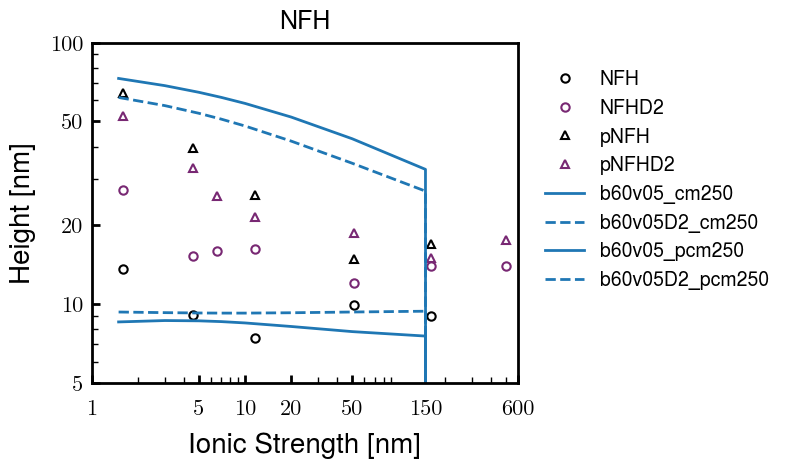 NFH
100
50
20
10
5
Height [nm]
1
5
10
20
50
150
600
Ionic Strength [nm]
NFH
NFHD2
pNFH
pNFHD2
b60v05_cm250
b60v05D2_cm250
b60v05_pcm250
b60v05D2_pcm250